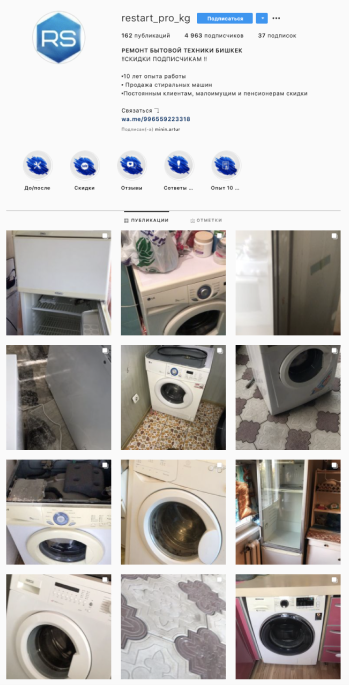 RS
restart_pro_kg Подписаться
162 публикаций 4 963 подписчиков 37 подписок
РЕМОНТ БЫТОВОЙ ТЕХНИКИ БИШКЕК
‼СКИДКИ ПОДПИСЧИКАМ ‼
•10 лет опыта работы
• Продажа стиральных машин
•Постоянным клиентам, малоимущим и пенсионерам скидки
Связаться
wa.me/996559223318
Подписан(-а) minin.artur
До/после Скидки Отзывы Советы ... Опыт 10 ...
ПУБЛИКАЦИИ ОТМЕТКИ